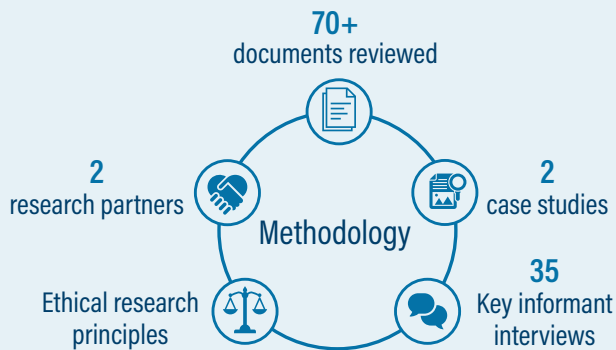 70+
documents reviewed
2
research partners
2
case studies
Methodology
35
Key informant
interviews
Ethical research
principles